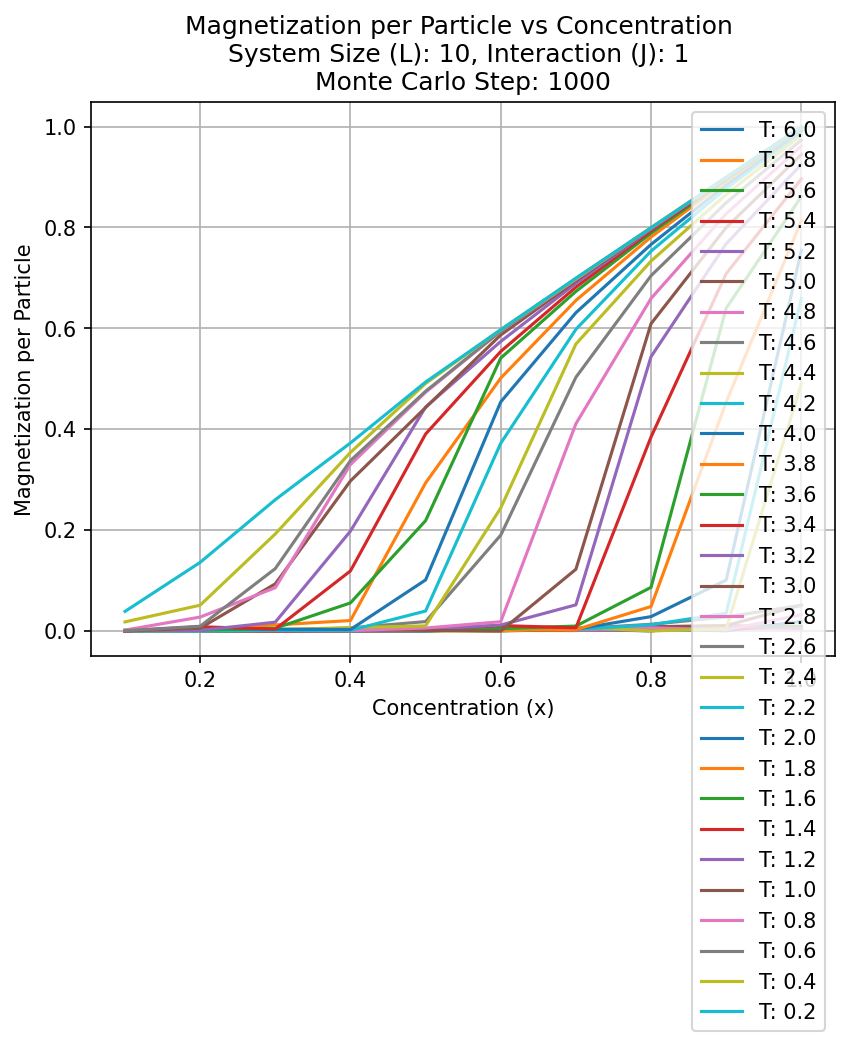 Magnetization per Particle vs Concentration
System Size (L): 10, Interaction (J): 1
Monte Carlo Step: 1000
Magnetization per Particle
1.0
0.8
0.6
0.4
0.2
0.0
0.2
0.4
0.6
0.8
1.0
Concentration (x)
T: 6.0
T: 5.8
T: 5.6
T: 5.4
T: 5.2
T: 5.0
T: 4.8
T: 4.6
T: 4.4
T: 4.2
T: 4.0
T: 3.8
T: 3.6
T: 3.4
T: 3.2
T: 3.0
T: 2.8
T: 2.6
T: 2.4
T: 2.2
T: 2.0
T: 1.8
T: 1.6
T: 1.4
T: 1.2
T: 1.0
T: 0.8
T: 0.6
T: 0.4
T: 0.2